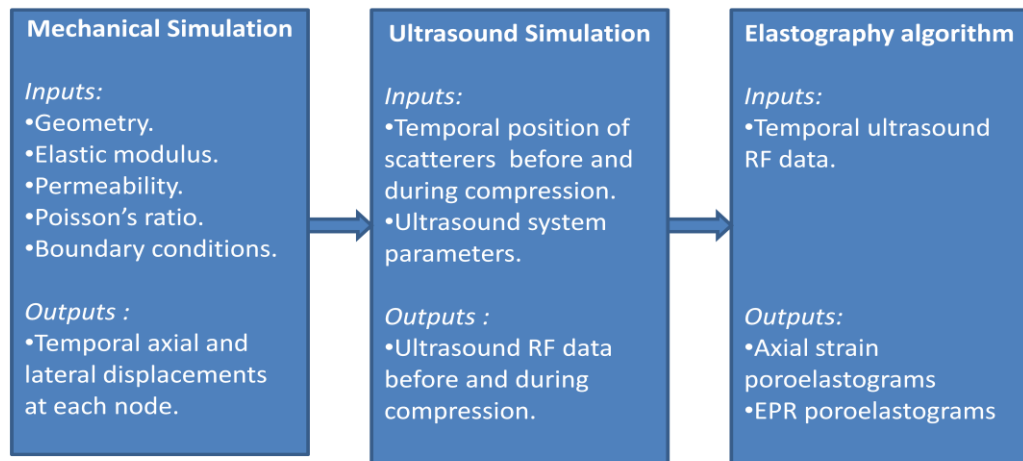 Mechanical Simulation
Inputs:
•Geometry.
•Elastic modulus.
•Permeability.
•Poisson’s ratio.
•Boundary conditions.
Outputs :
•Temporal axial and
lateral displacements
at each node.
Ultrasound Simulation
Inputs:
•Temporal position of
scatterers before and
during compression.
•Ultrasound system
parameters.
Outputs :
•Ultrasound RF data
before and during
compression.
Elastography algorithm
Inputs:
•Temporal ultrasound
RF data.
Outputs:
•Axial strain
poroelastograms
•EPR poroelastograms